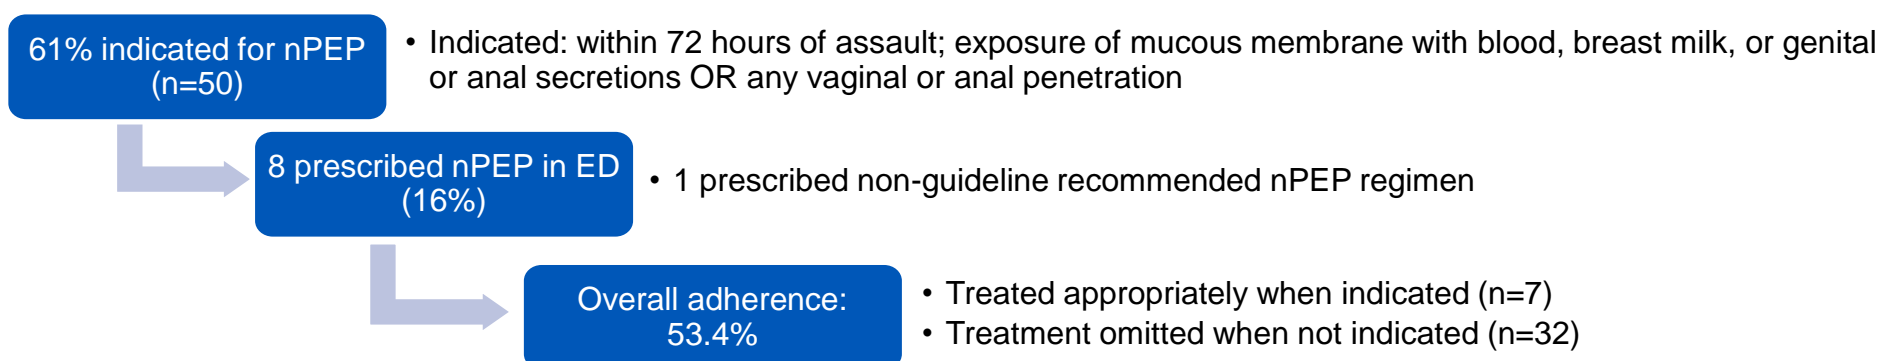 61% indicated for nPEP
(n=50)
• Indicated: within 72 hours of assault; exposure of mucous membrane with blood, breast milk, or genital
or anal secretions OR any vaginal or anal penetration
8 prescribed nPEP in ED
(16%)
• 1 prescribed non-guideline recommended nPEP regimen
Overall adherence:
53.4%
• Treated appropriately when indicated (n=7)
• Treatment omitted when not indicated (n=32)